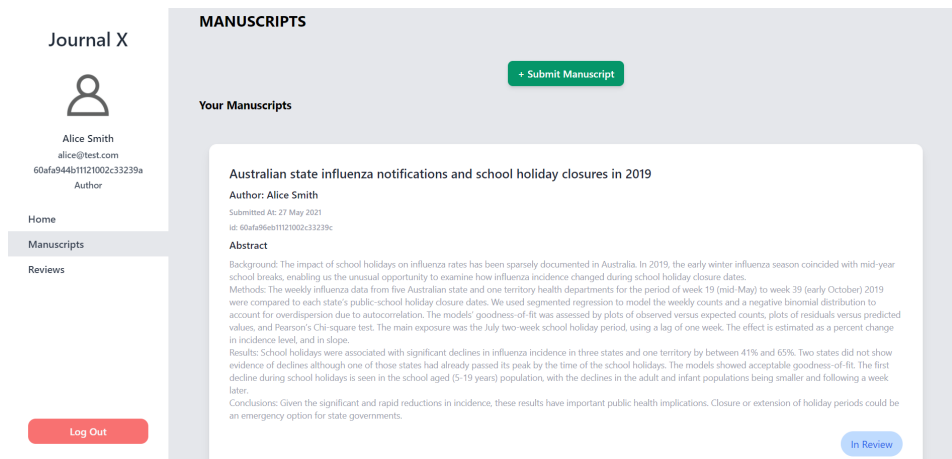 Journal X
Alice Smith
alice@test.com
60afa944b11121002c33239a
Author
Home
Manuscripts
Reviews
Log Out
MANUSCRIPTS
+ Submit Manuscript
Your Manuscripts
Australian state influenza notifications and school holiday closures in 2019
Author: Alice Smith
Submitted At: 27 May 2021
id: 60afa96eb11121002c33239c
Abstract
Background: The impact of school holidays on influenza rates has been sparsely documented in Australia. In 2019, the early winter influenza season coincided with mid-year
school breaks, enabling us the unusual opportunity to examine how influenza incidence changed during school holiday closure dates.
Methods: The weekly influenza data from five Australian state and one territory health departments for the period of week 19 (mid-May) to week 39 (early October) 2019
were compared to each state's public-school holiday closure dates. We used segmented regression to model the weekly counts and a negative binomial distribution to
account for overdispersion due to autocorrelation. The models' goodness-of-fit was assessed by plots of observed versus expected counts, plots of residuals versus predicted
values, and Pearson's Chi-square test. The main exposure was the July two-week school holiday period, using a lag of one week. The effect is estimated as a percent change
in incidence level, and in slope.
Results: School holidays were associated with significant declines in influenza incidence in three states and one territory by between 41% and 65%. Two states did not show
evidence of declines although one of those states had already passed its peak by the time of the school holidays. The models showed acceptable goodness-of-fit. The first
decline during school holidays is seen in the school aged (5-19 years) population, with the declines in the adult and infant populations being smaller and following a week
later.
Conclusions: Given the significant and rapid reductions in incidence, these results have important public health implications. Closure or extension of holiday periods could be
an emergency option for state governments.
In Review